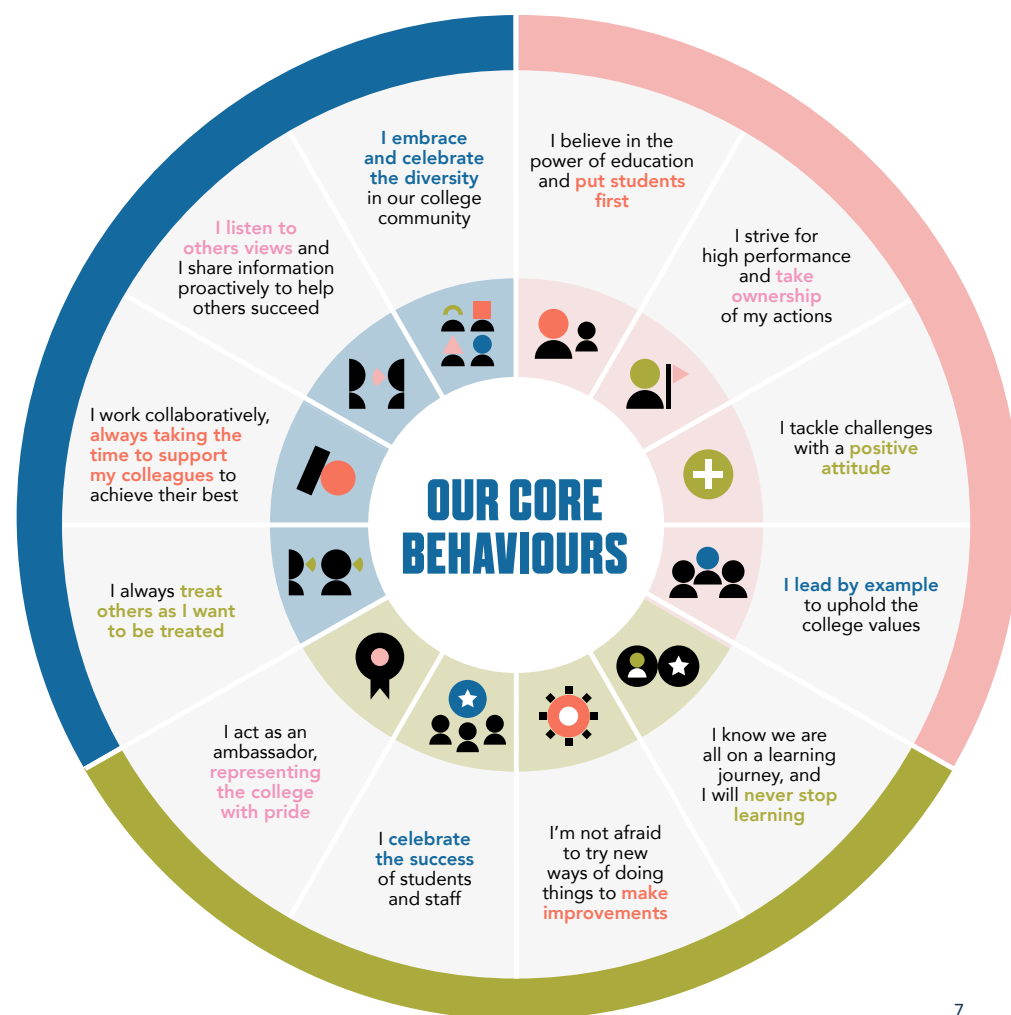 OUR CORE
BEHAVIOURS
I believe in the
power of education
and put students
first
I strive for
high performance
and take
ownership
of my actions
I tackle challenges
with a positive
attitude
I lead by example
to uphold the
college values
I know we are
all on a learning
journey, and
I will never stop
learning
I’m not afraid
to try new
ways of doing
things to make
improvements
I celebrate
the success
of students
and staff
I act as an
ambassador,
representing
the college
with pride
I always treat
others as I want
to be treated
I work collaboratively,
always taking the
time to support
my colleagues to
achieve their best
I listen to
others views and
I share information
proactively to help
others succeed
I embrace
and celebrate
the diversity
in our college
community
7